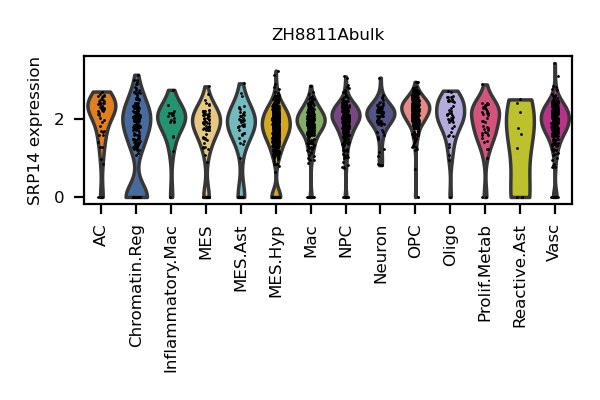 ZH8811Abulk
SRP14 expression
2
0
AC
Chromatin.Reg
Inflammatory.Mac
MES
MES.Ast
MES.Hyp
Mac
NPC
Neuron
OPC
Oligo
Prolif.Metab
Reactive.Ast
Vasc